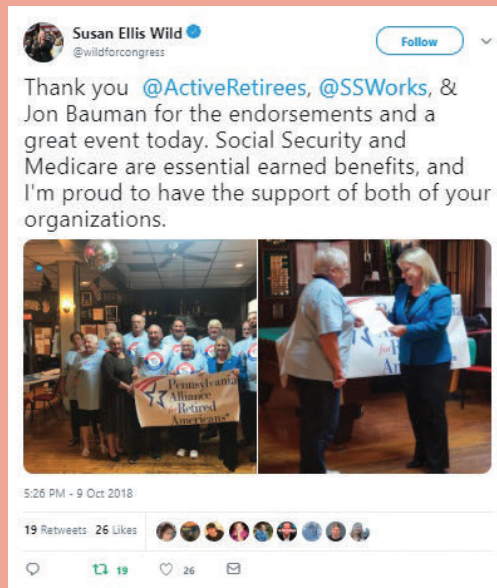 Susan Ellis Wild
@wildforcongress
Follow
Thank you @ActiveRetirees, @SSWorks, &
Jon Bauman for the endorsements and a
great event today. Social Security and
Medicare are essential earned benefits, and
I'm proud to have the support of both of your
organizations.
Pennsylvania
Alliance
for Retired
Americans
for
5:26 PM - 9 Oct 2018
19 Retweets 26 Likes
19 26